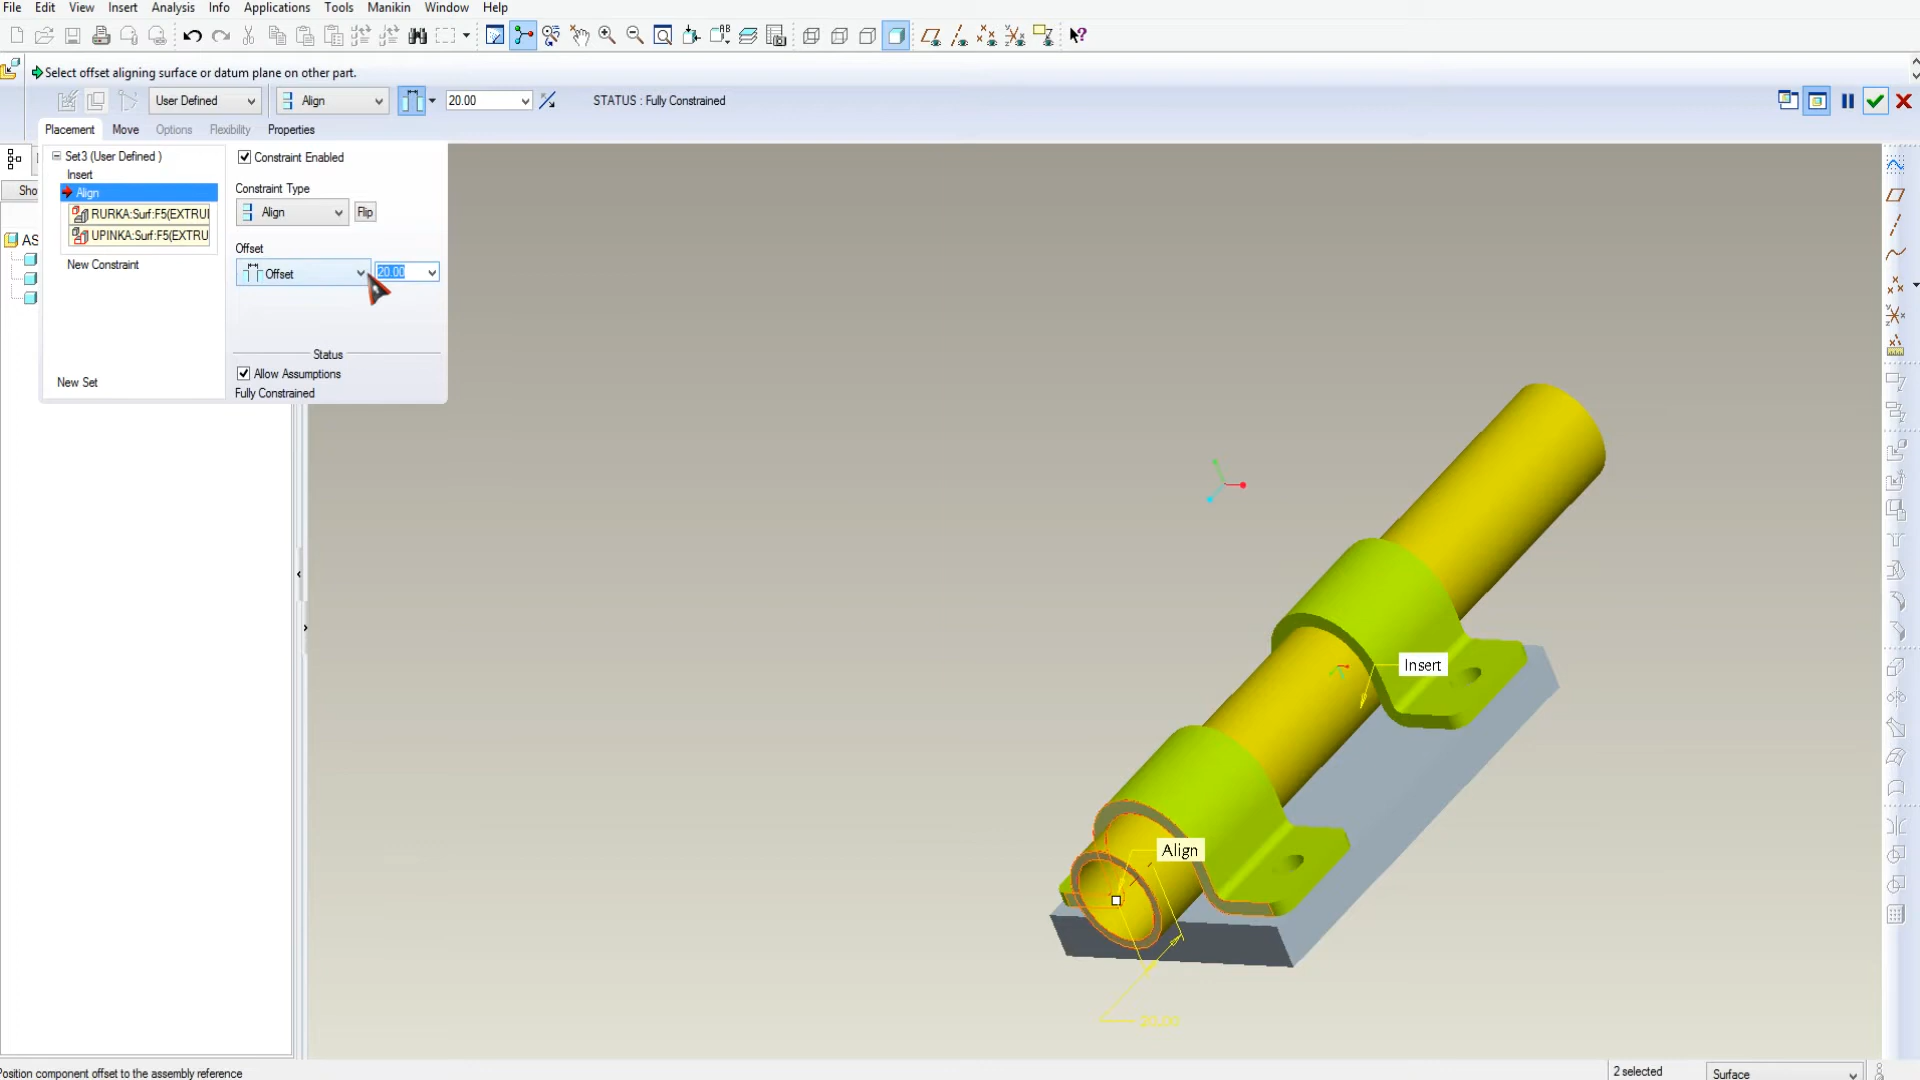 File Edit View Insert Analysis Info Applications Tools Manikin Window Help
Select offset aligning surface or datum plane on other part.
User Defined Align 20.00 STATUS : Fully Constrained
Placement Move Options Flexibility Properties
Set3 (User Defined )
Insert
Align
RURKA:Surf:F5(EXTRU
UPINKA:Surf:F5(EXTRU
New Constraint
New Set
Constraint Enabled
Constraint Type
Align Flip
Offset
Offset 20.00
Status
Allow Assumptions
Fully Constrained
Sho
AS
Insert
Align
20.00
Position component offset to the assembly reference
2 selected Surface